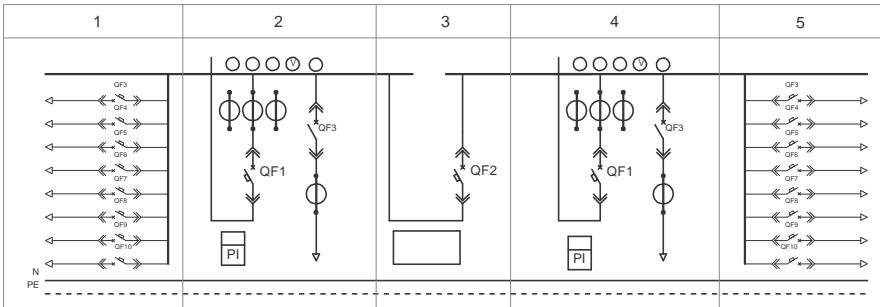 1 2 3 4 5
V V
QF3 QF3
QF4 QF3 QF3 QF4
QF5 QF5
QF6 QF6
QF1 QF2 QF1
QF7 QF7
QF8 QF8
QF9 QF9
QF10 QF10
PI PI
N
PE